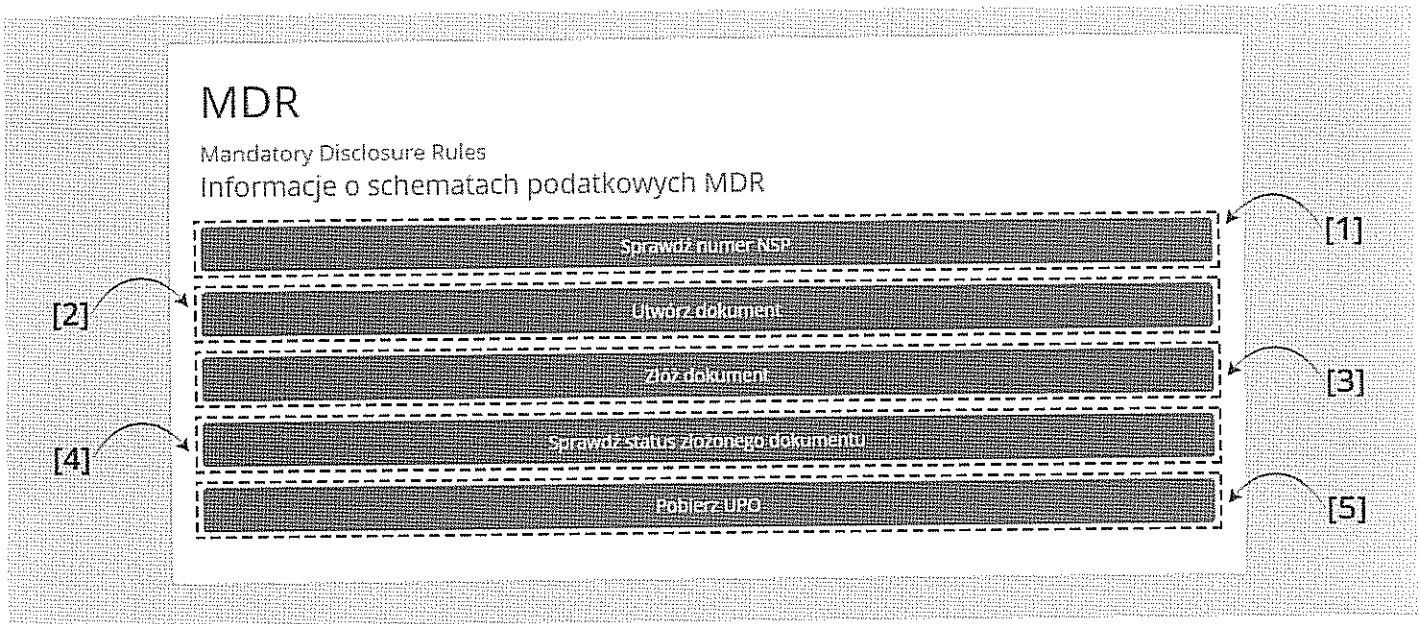 MDR
Mandatory Disclosure Rules
Informacje o schematach podatkowych MDR
[1]
Sprawdź numer NSP
[2]
Utwórz dokument
[3]
Złóż dokument
[4]
Sprawdź status złożonego dokumentu
[5]
Pobierz UPO